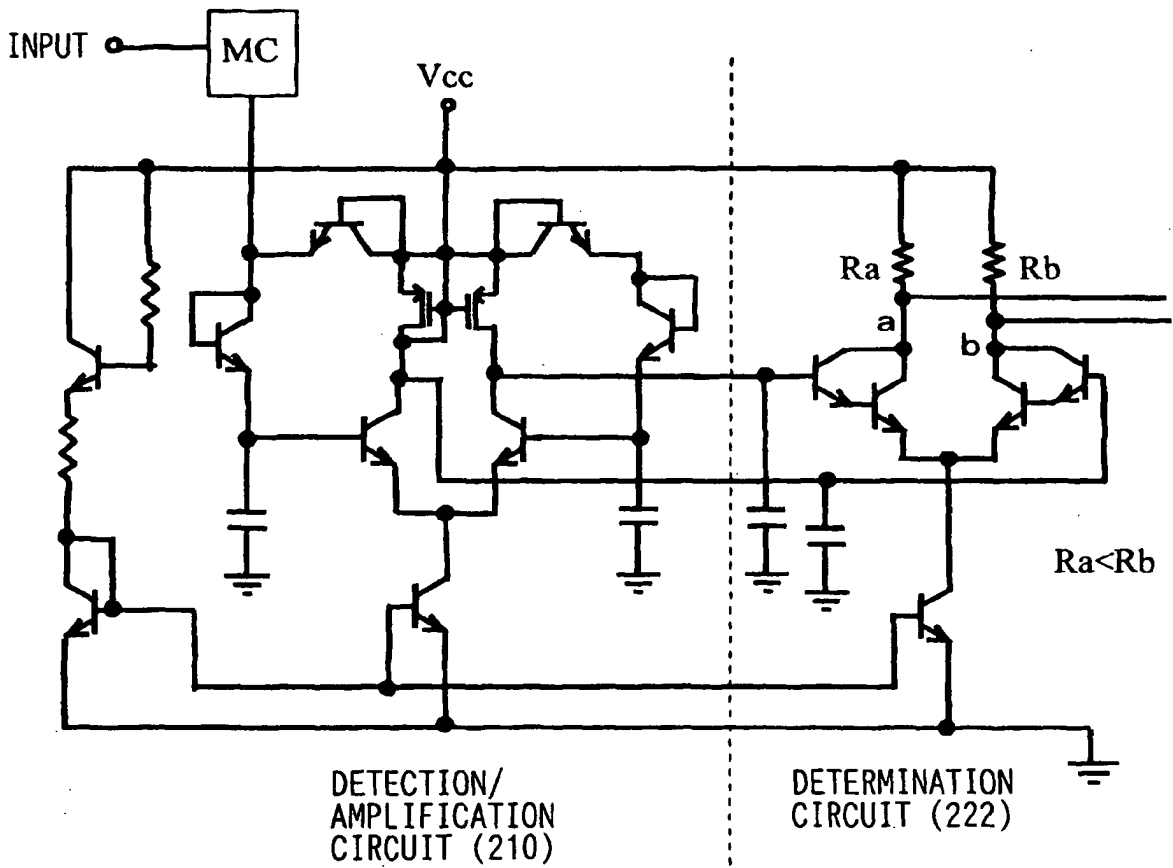 INPUT
MC
Vcc
Ra
Rb
a
b
Ra<Rb
DETECTION/
AMPLIFICATION
CIRCUIT (210)
DETERMINATION
CIRCUIT (222)